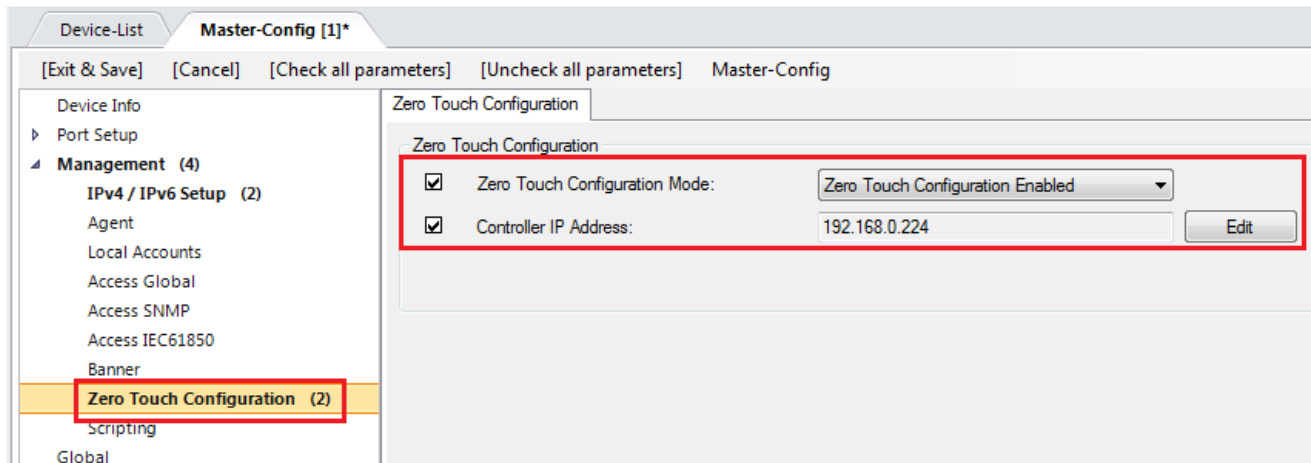 Device-List
Master-Config [1]*
[Exit & Save] [Cancel] [Check all parameters] [Uncheck all parameters] Master-Config
Device Info
Port Setup
Management (4)
IPv4 / IPv6 Setup (2)
Agent
Local Accounts
Access Global
Access SNMP
Access IEC61850
Banner
Zero Touch Configuration (2)
Scripting
Global
Zero Touch Configuration
Zero Touch Configuration
Zero Touch Configuration Mode: Zero Touch Configuration Enabled
Controller IP Address: 192.168.0.224 Edit